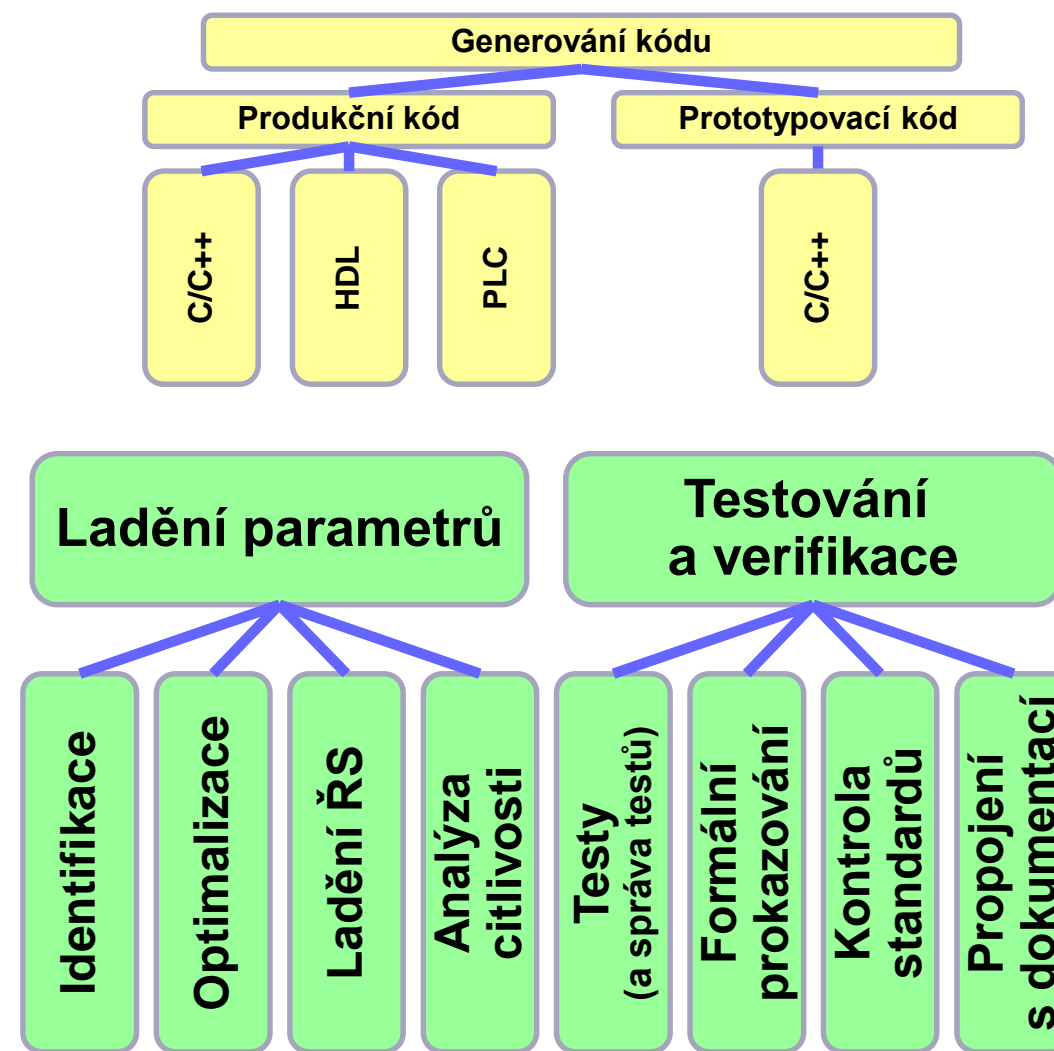 Generování kódu
Produkční kód
Prototypovací kód
C/C++
HDL
PLC
C/C++
Ladění parametrů
Testování
a verifikace
Identifikace
Optimalizace
Ladění ŘS
Analýza
citlivosti
Testy
(a správa testů)
Formální
prokazování
Kontrola
standardů
Propojení
s dokumentací